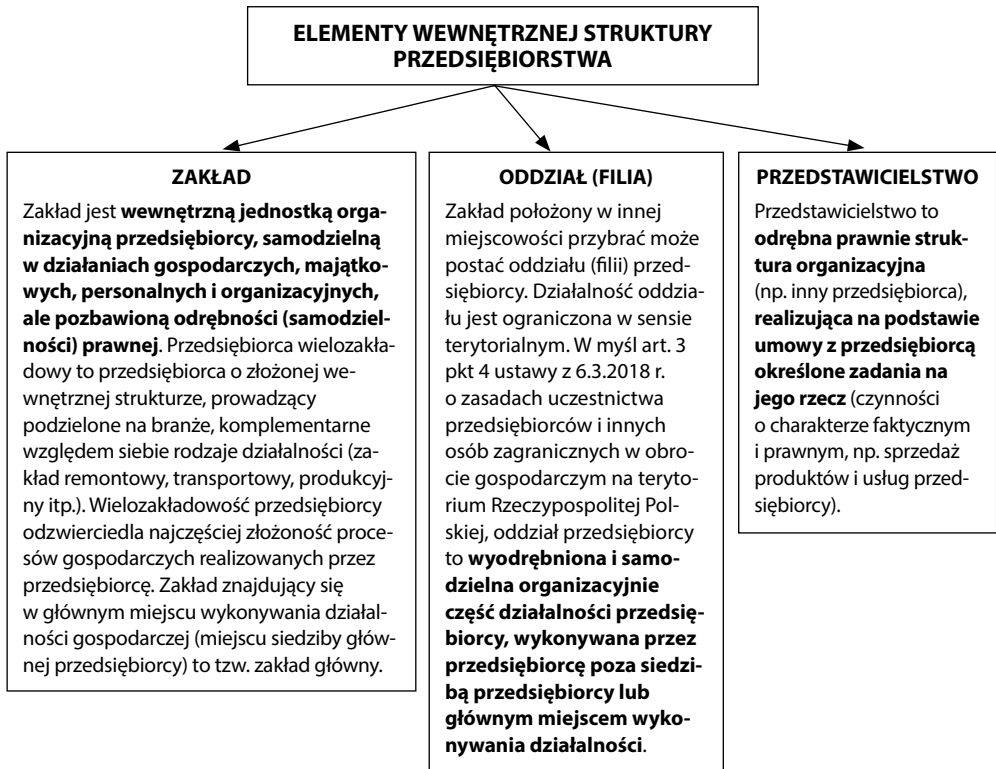 ELEMENTY WEWNĘTRZNEJ STRUKTURY
PRZEDSIĘBIORSTWA
ZAKŁAD
Zakład jest wewnętrzną jednostką orga-
nizacyjną przedsiębiorcy, samodzielną
w działaniach gospodarczych, majątko-
wych, personalnych i organizacyjnych,
ale pozbawioną odrębności (samodziel-
ności) prawnej. Przedsiębiorca wielozakła-
dowy to przedsiębiorca o złożonej we-
wnętrznej strukturze, prowadzący
podzielone na branże, komplementarne
względem siebie rodzaje działalności (za-
kład remontowy, transportowy, produkcyj-
ny itp.). Wielozakładowość przedsiębiorcy
odzwierciedla najczęściej złożoność proce-
sów gospodarczych realizowanych przez
przedsiębiorcę. Zakład znajdujący się
w głównym miejscu wykonywania działal-
ności gospodarczej (miejscu siedziby głów-
nej przedsiębiorcy) to tzw. zakład główny.
ODDZIAŁ (FILIA)
Zakład położony w innej
miejscowości przybrać może
postać oddziału (filii) przed-
siębiorcy. Działalność oddzia-
łu jest ograniczona w sensie
terytorialnym. W myśl art. 3
pkt 4 ustawy z 6.3.2018 r.
o zasadach uczestnictwa
przedsiębiorców i innych
osób zagranicznych w obro-
cie gospodarczym na teryto-
rium Rzeczypospolitej Pol-
skiej, oddział przedsiębiorcy
to wyodrębniona i samo-
dzielna organizacyjnie
część działalności przedsię-
biorcy, wykonywana przez
przedsiębiorcę poza siedzi-
bą przedsiębiorcy lub
głównym miejscem wyko-
nywania działalności.
PRZEDSTAWICIELSTWO
Przedstawicielstwo to
odrębna prawnie struk-
tura organizacyjna
(np. inny przedsiębiorca),
realizująca na podstawie
umowy z przedsiębiorcą
określone zadania na
jego rzecz (czynności
o charakterze faktycznym
i prawnym, np. sprzedaż
produktów i usług przed-
siębiorcy).